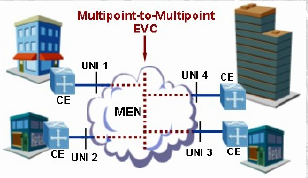 Multipoint-to-Multipoint
EVC
UNI 1
UNI 4
CE
CE
MEN
CE
UNI 2
UNI 3
CE